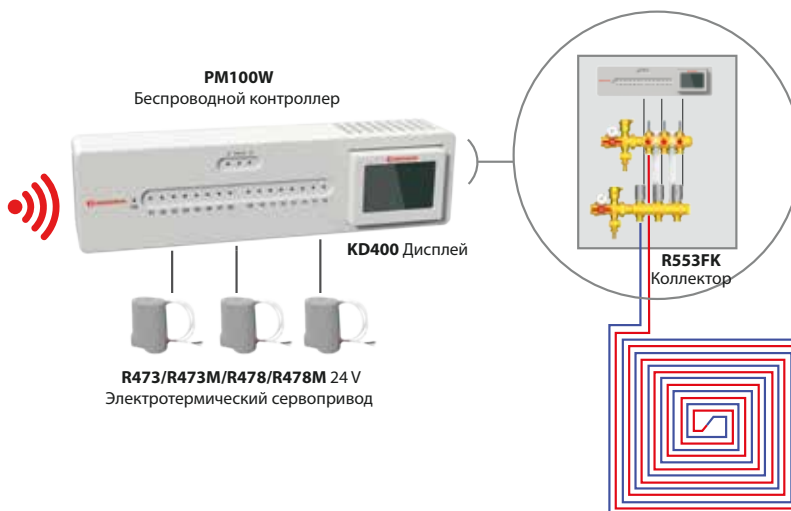 PM100W
Беспроводной контроллер
KD400 Дисплей
R553FK
Коллектор
R473/R473M/R478/R478M 24 V
Электротермический сервопривод